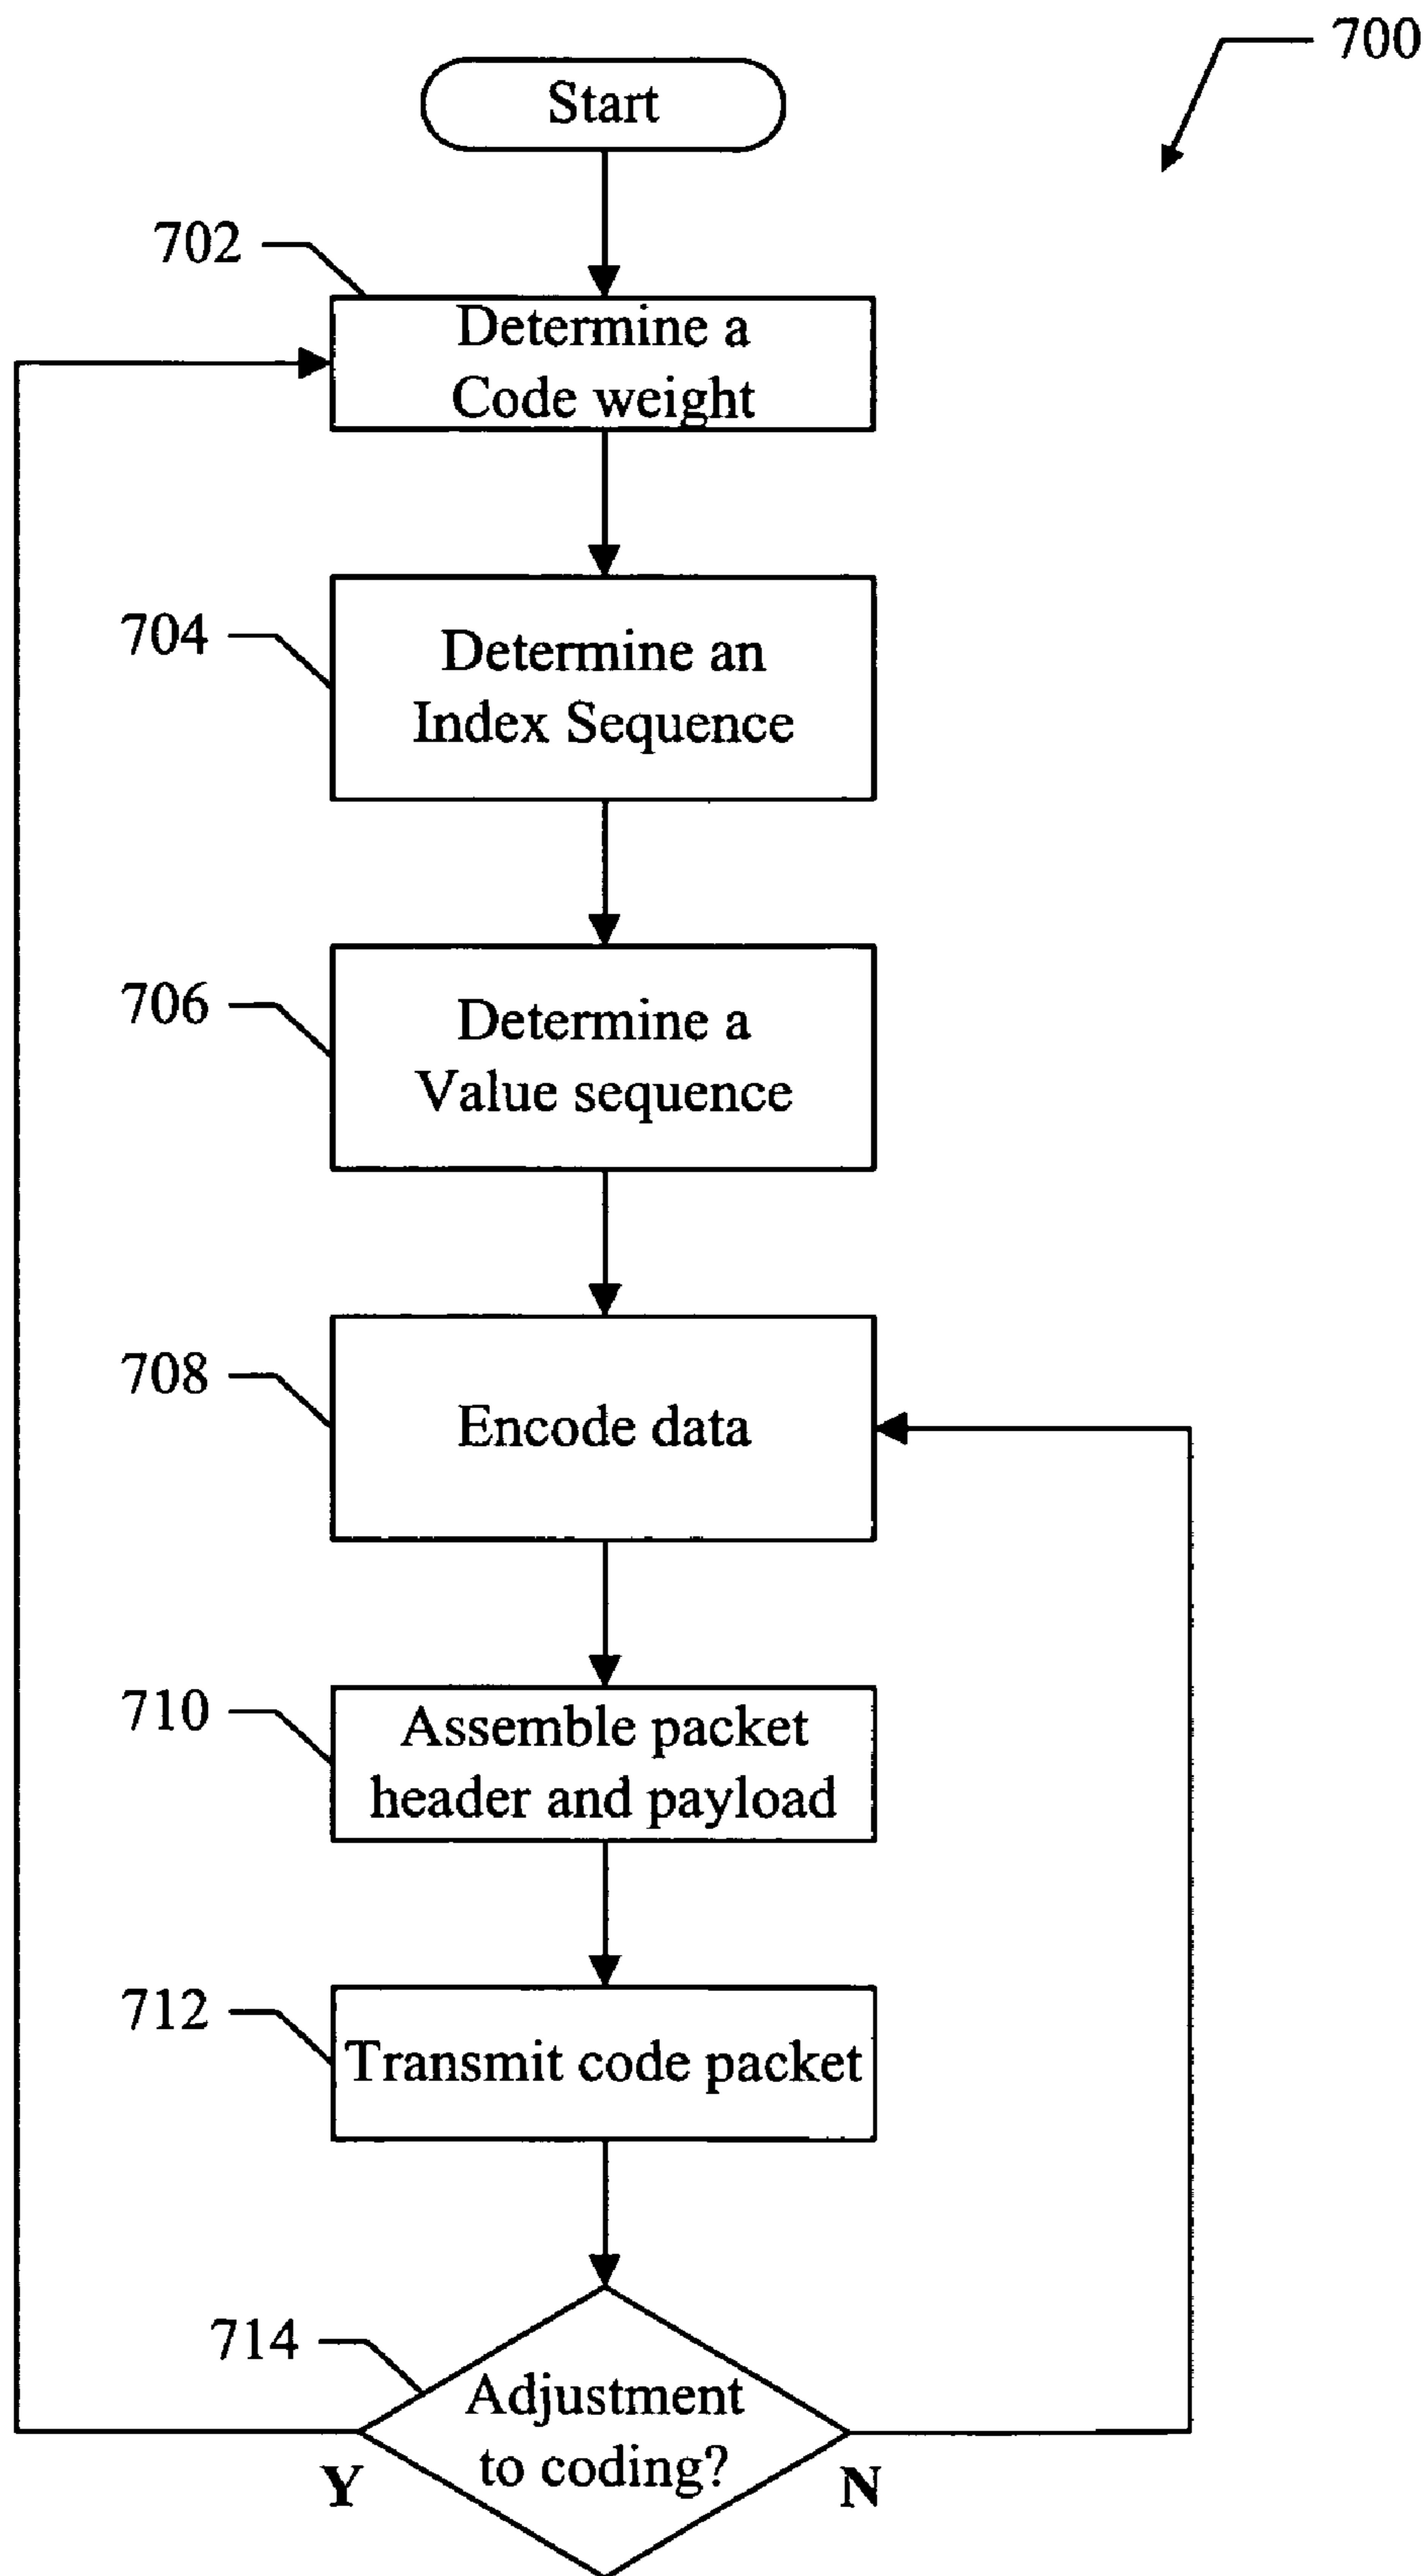 700
Start
702
Determine a
Code weight
704
Determine an
Index Sequence
706
Determine a
Value sequence
708
Encode data
710
Assemble packet
header and payload
712
Transmit code packet
714
Adjustment
to coding?
Y
N